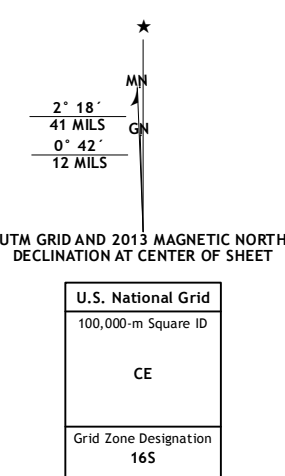 ★
MN
2° 18´
41 MILS
GN
0° 42´
12 MILS
UTM GRID AND 2013 MAGNETIC NORTH
DECLINATION AT CENTER OF SHEET
U.S. National Grid
100,000-m Square ID
CE
Grid Zone Designation
16S